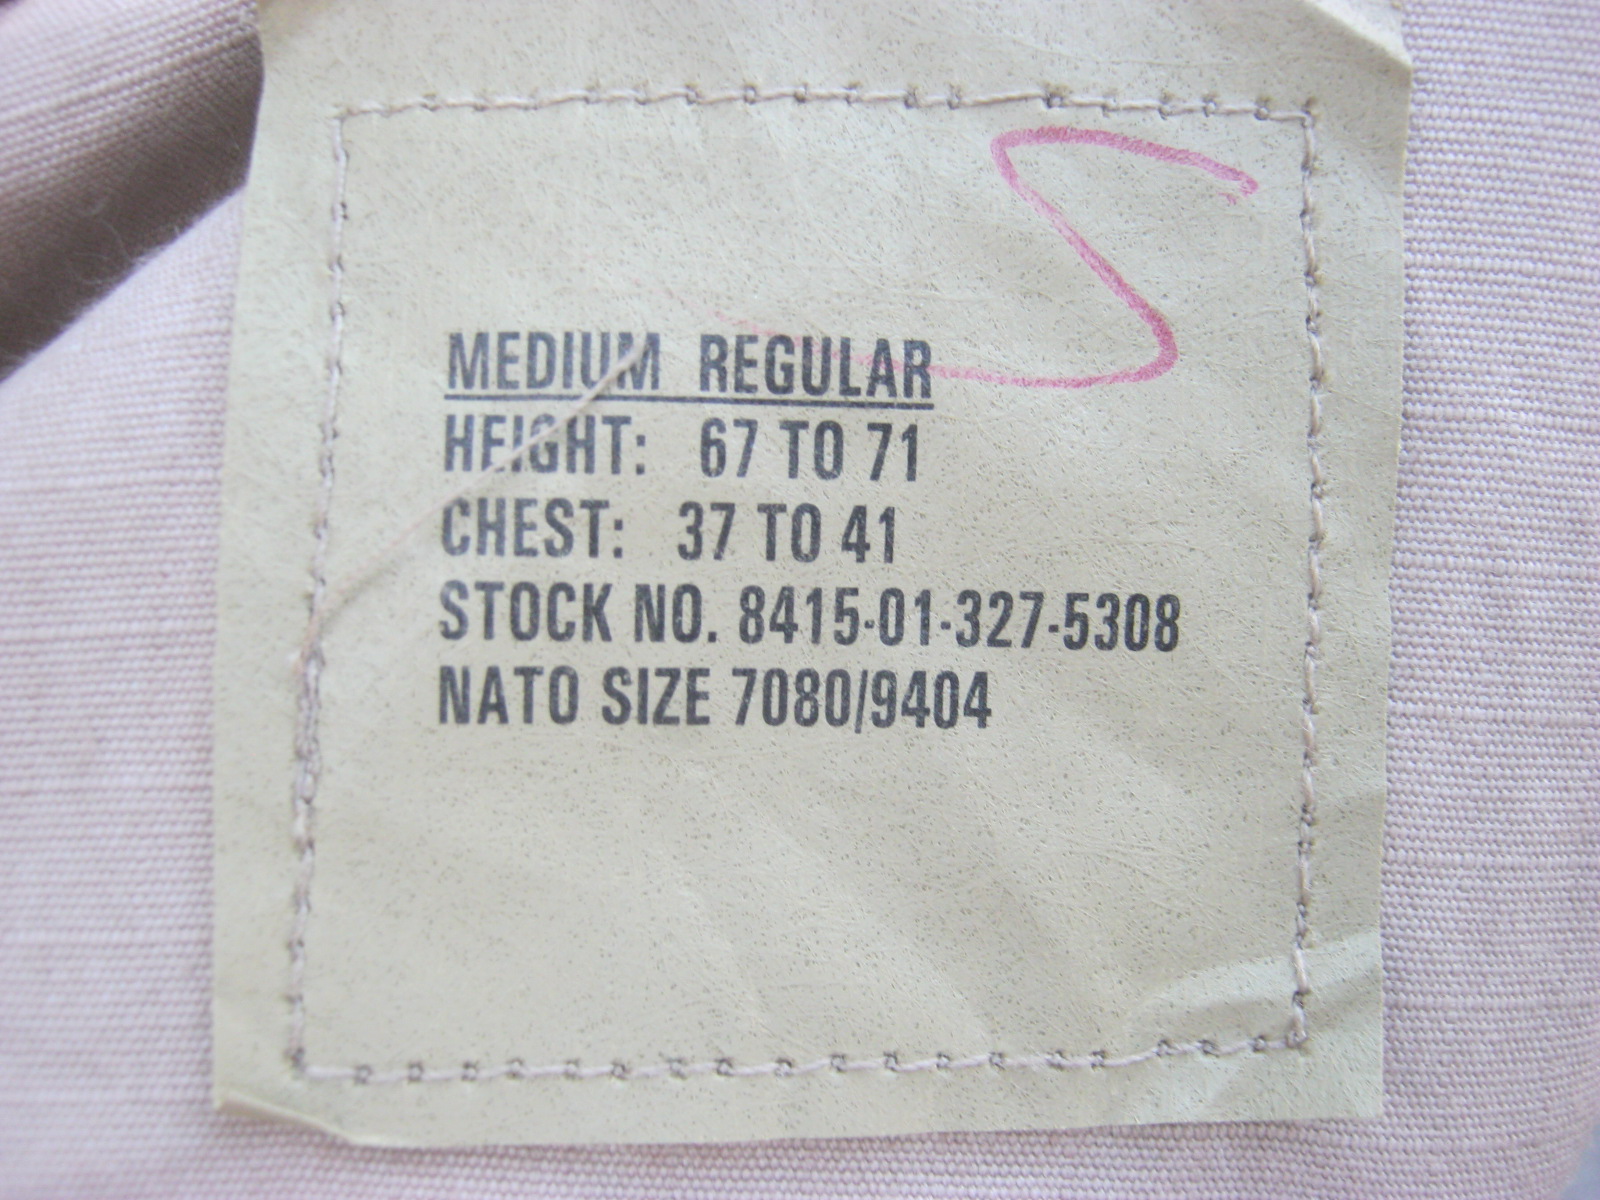 S
MEDIUM REGULAR
HEIGHT: 67 TO 71
CHEST: 37 TO 41
STOCK NO. 8415-01-327-5308
NATO SIZE 7080/9404